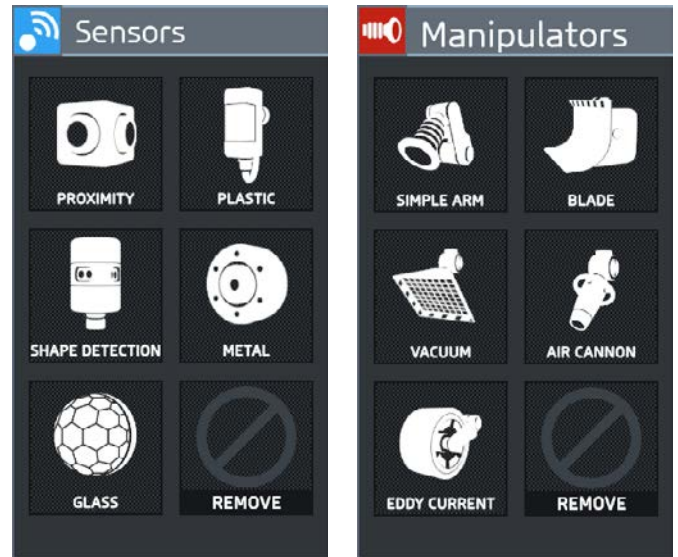 Sensors
PROXIMITY
PLASTIC
SHAPE DETECTION
METAL
GLASS
REMOVE
Manipulators
SIMPLE ARM
BLADE
VACUUM
AIR CANNON
EDDY CURRENT
REMOVE